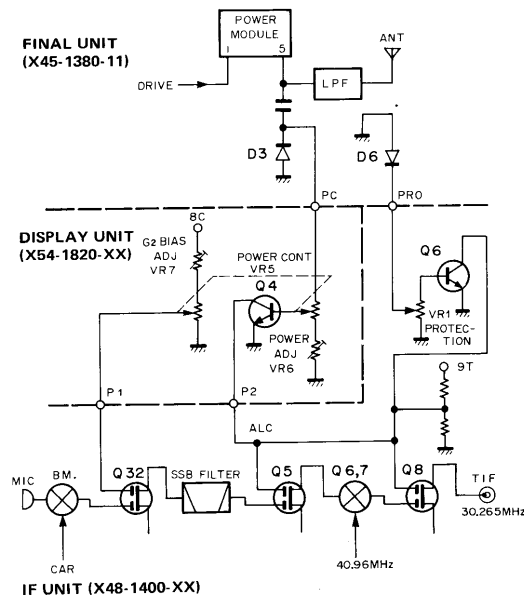 POWER
MODULE
1 5
ANT
FINAL UNIT
(X45-1380-11)
DRIVE
LPF
D3
D6
PC
PRO
8C
DISPLAY UNIT
(X54-1820-XX)
G2 BIAS
ADJ
VR7
POWER CONT
VR5
Q4
Q6
VR1
PROTEC-
TION
POWER
ADJ
VR6
9T
P1
P2
ALC
MIC
BM.
Q32
SSB FILTER
Q5
Q6,7
Q8
TIF
30.265MHz
CAR
40.96MHz
IF UNIT (X48-1400-XX)